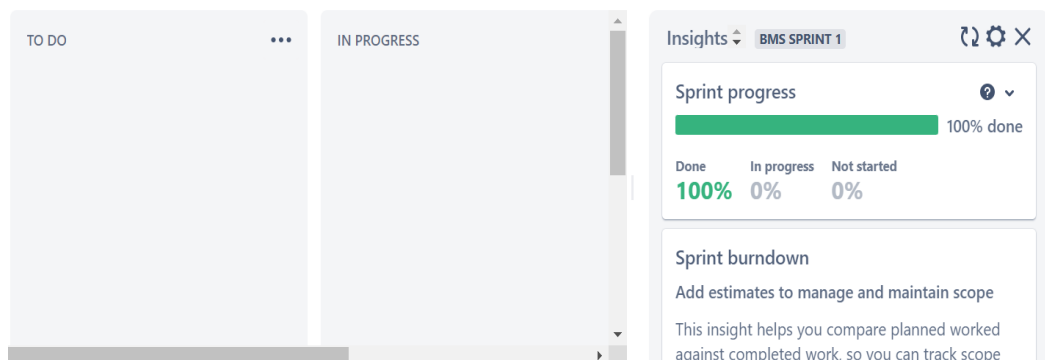 TO DO
IN PROGRESS
Insights BMS SPRINT 1
Sprint progress
100% done
Done In progress Not started
100% 0% 0%
Sprint burndown
Add estimates to manage and maintain scope
This insight helps you compare planned worked
against completed work, so you can track scope